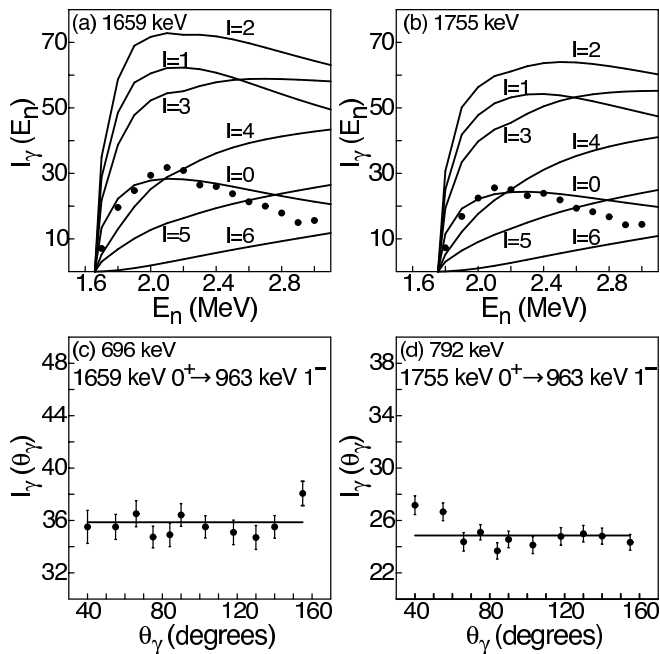 (a) 1659 keV
I=2
I=1
I=3
I=4
I=0
I=5
I=6
70
50
30
10
Iγ (En)
1.6 2.0 2.4 2.8
En (MeV)
(b) 1755 keV
I=2
I=1
I=3
I=4
I=0
I=5
I=6
70
50
30
10
Iγ (En)
1.6 2.0 2.4 2.8
En (MeV)
(c) 696 keV
1659 keV 0+→ 963 keV 1−
48
44
40
36
32
Iγ (θγ)
40 80 120 160
θγ (degrees)
(d) 792 keV
1755 keV 0+→ 963 keV 1−
38
34
30
26
22
Iγ (θγ)
40 80 120 160
θγ (degrees)